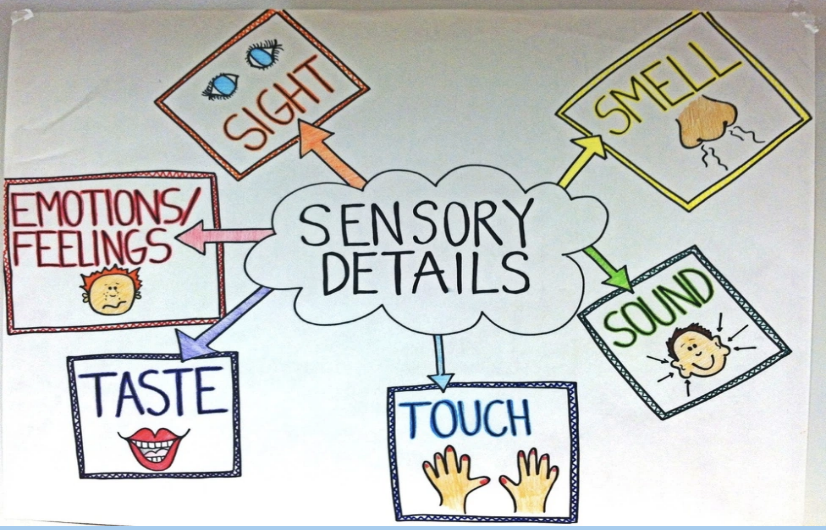 SIGHT
SMELL
EMOTIONS/
FEELINGS
SENSORY
DETAILS
SOUND
TASTE
TOUCH